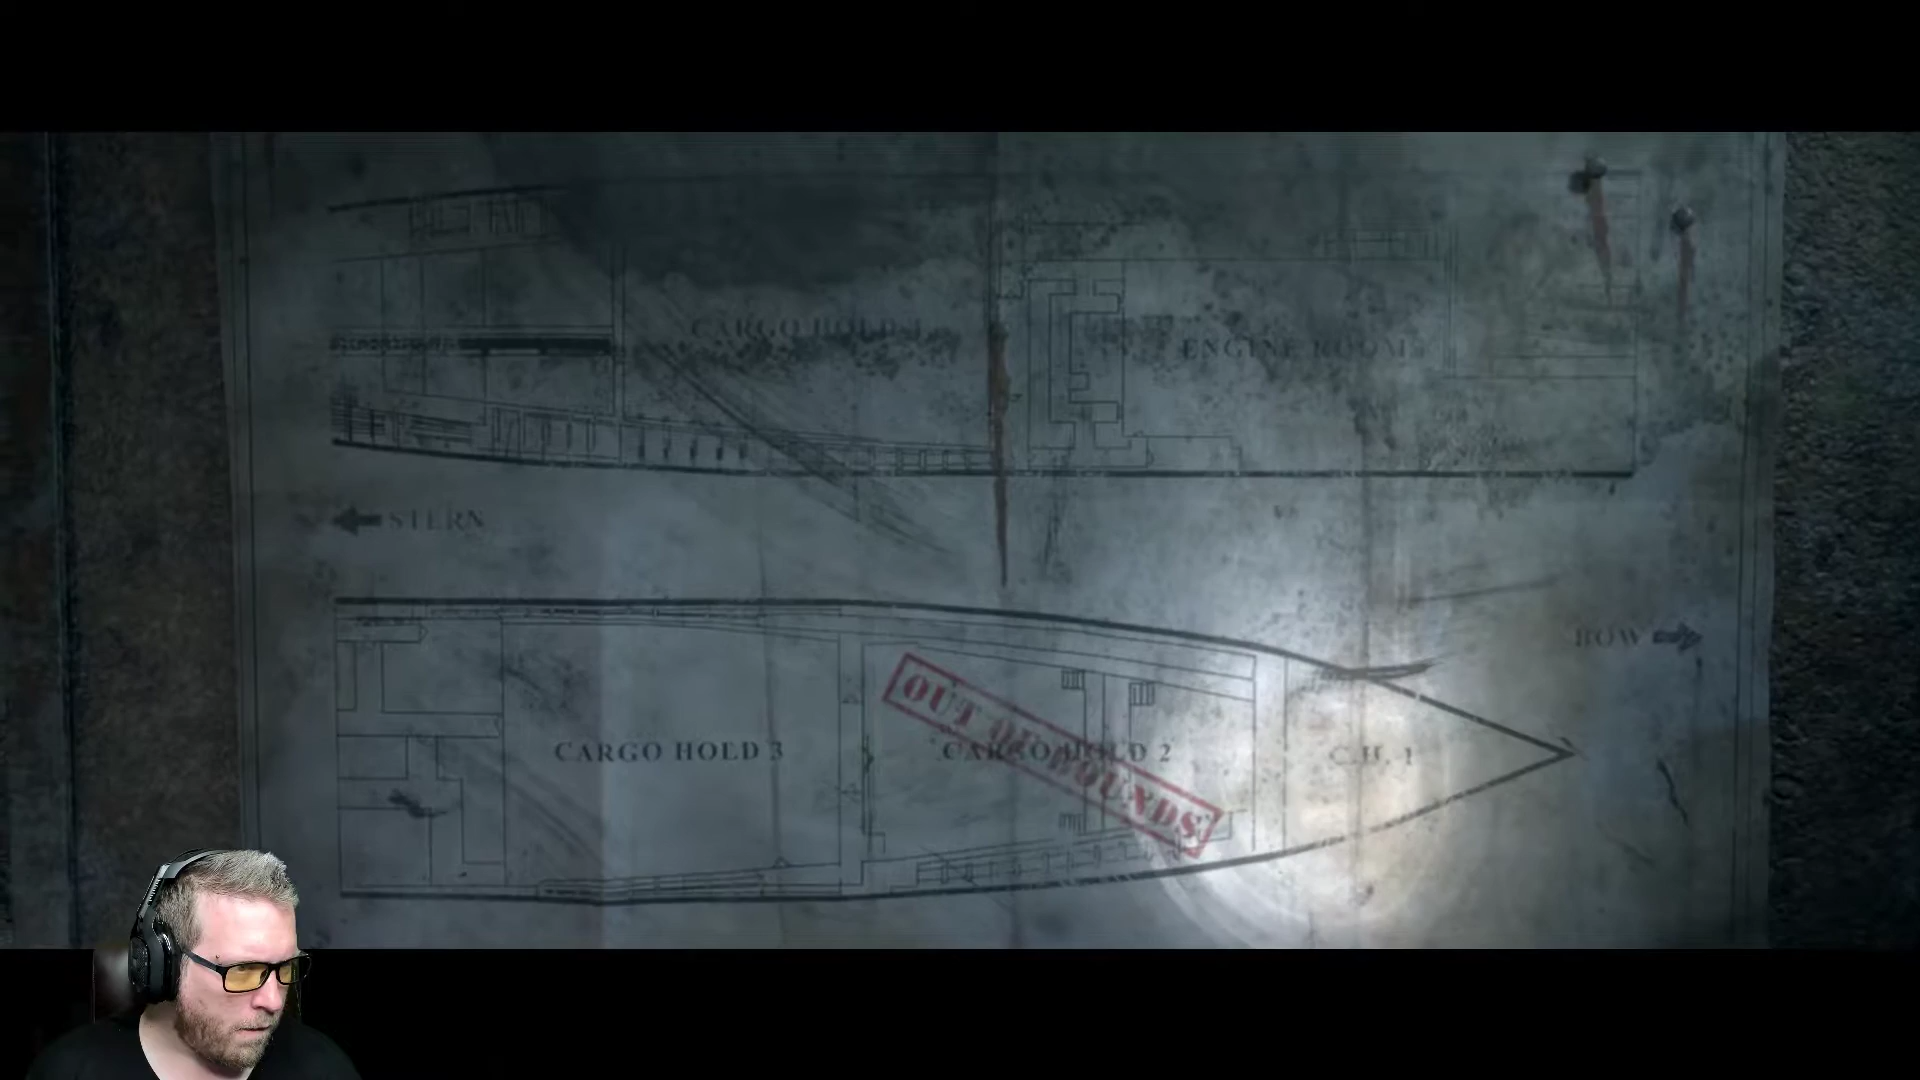 CARGO HOLD 4
ENGINE ROOM
STERN
BOW
OUT OF BOUNDS
CARGO HOLD 3
CARGO HOLD 2
C.H. 1